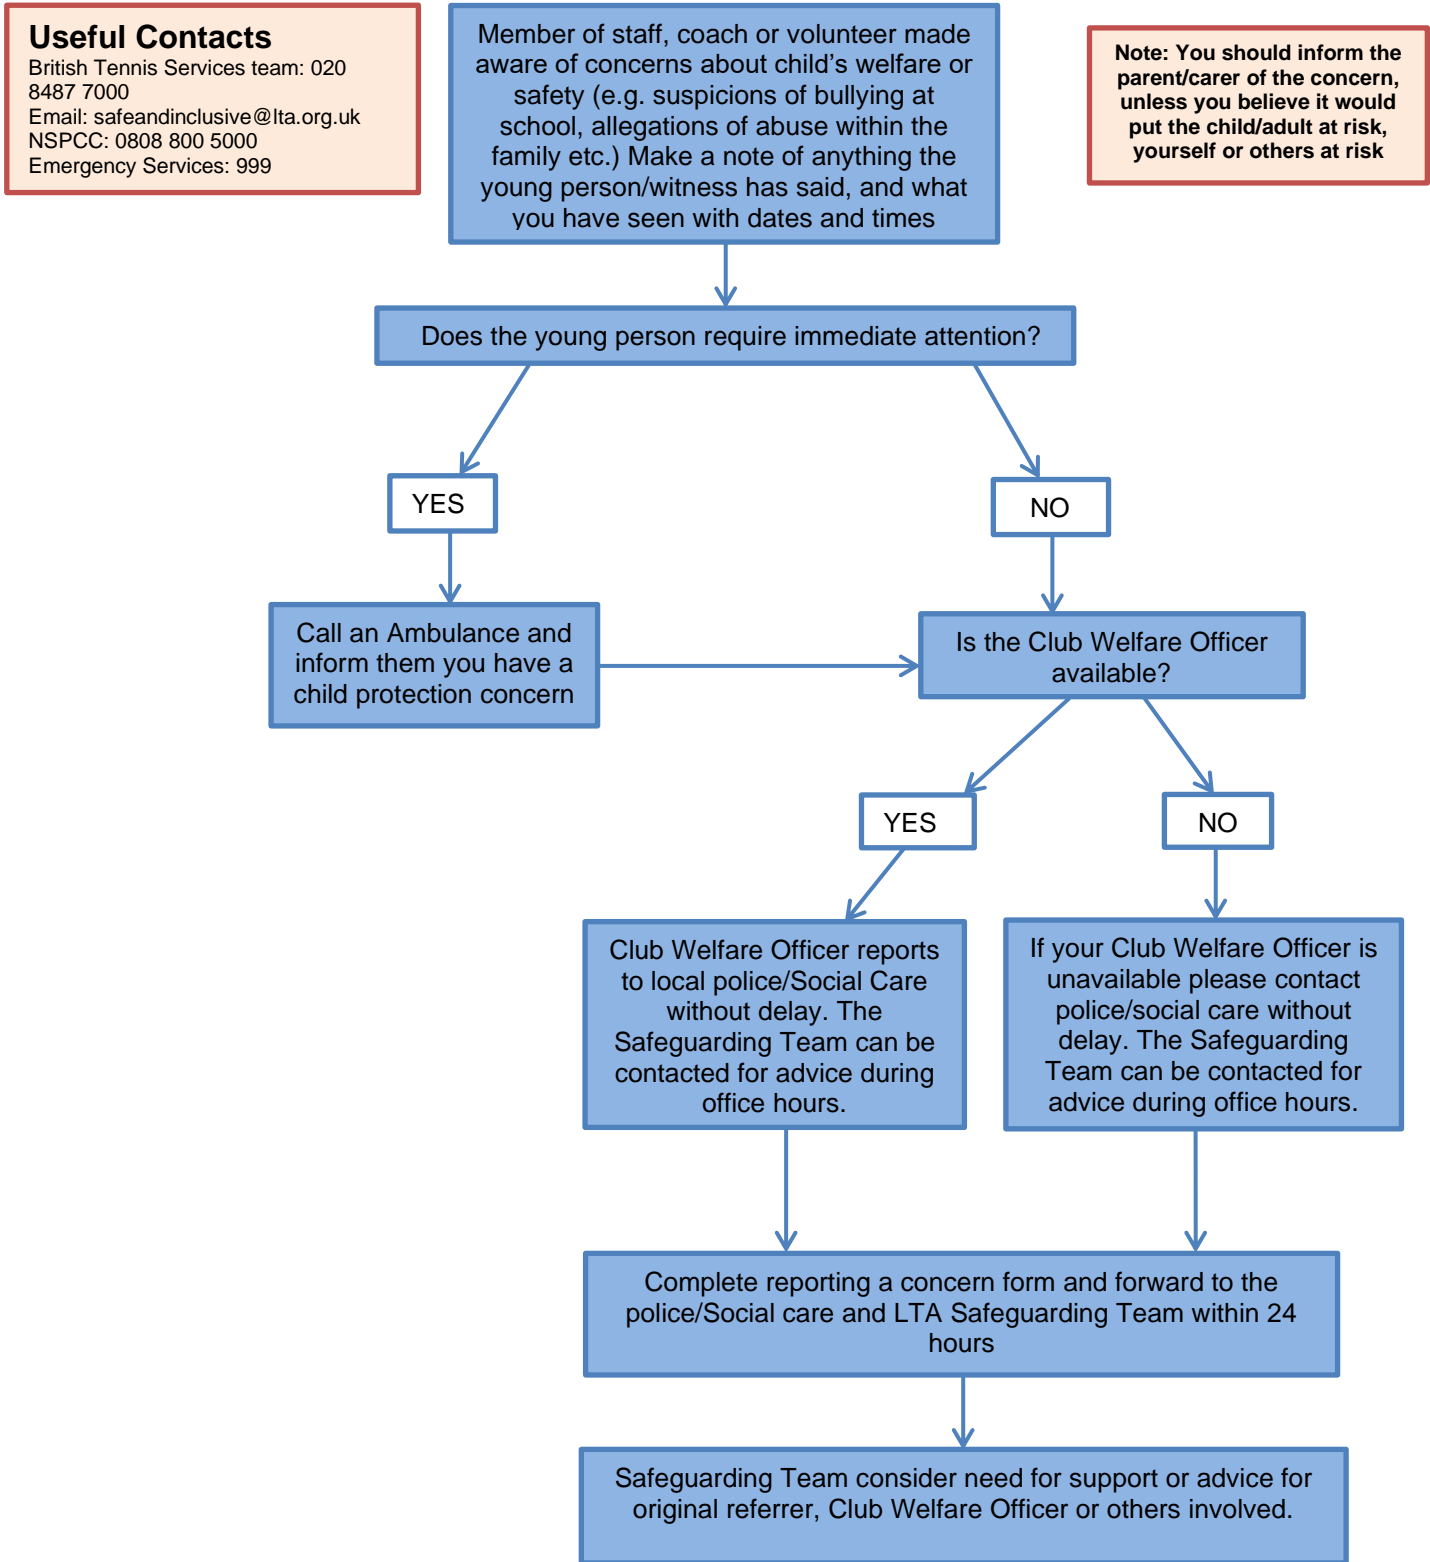 Useful Contacts
British Tennis Services team: 020
8487 7000
Email: safeandinclusive@lta.org.uk
NSPCC: 0808 800 5000
Emergency Services: 999
Member of staff, coach or volunteer made
aware of concerns about child’s welfare or
safety (e.g. suspicions of bullying at
school, allegations of abuse within the
family etc.) Make a note of anything the
young person/witness has said, and what
you have seen with dates and times
Note: You should inform the
parent/carer of the concern,
unless you believe it would
put the child/adult at risk,
yourself or others at risk
Does the young person require immediate attention?
YES
NO
Call an Ambulance and
inform them you have a
child protection concern
Is the Club Welfare Officer
available?
YES
NO
Club Welfare Officer reports
to local police/Social Care
without delay. The
Safeguarding Team can be
contacted for advice during
office hours.
If your Club Welfare Officer is
unavailable please contact
police/social care without
delay. The Safeguarding
Team can be contacted for
advice during office hours.
Complete reporting a concern form and forward to the
police/Social care and LTA Safeguarding Team within 24
hours
Safeguarding Team consider need for support or advice for
original referrer, Club Welfare Officer or others involved.